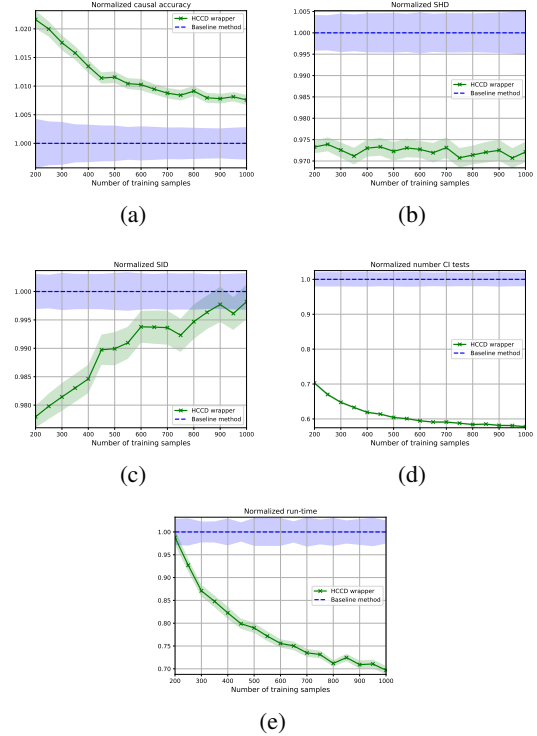 Normalized causal accuracy
1.020
1.015
1.010
1.005
1.000
HCCD wrapper
Baseline method
200 300 400 500 600 700 800 900 1000
Number of training samples
(a)
Normalized SHD
1.005
1.000
0.995
0.990
0.985
0.980
0.975
0.970
HCCD wrapper
Baseline method
200 300 400 500 600 700 800 900 1000
Number of training samples
(b)
Normalized SID
1.000
0.995
0.990
0.985
0.980
HCCD wrapper
Baseline method
200 300 400 500 600 700 800 900 1000
Number of training samples
(c)
Normalized number CI tests
1.0
0.9
0.8
0.7
0.6
HCCD wrapper
Baseline method
200 300 400 500 600 700 800 900 1000
Number of training samples
(d)
Normalized run-time
1.00
0.95
0.90
0.85
0.80
0.75
0.70
HCCD wrapper
Baseline method
200 300 400 500 600 700 800 900 1000
Number of training samples
(e)